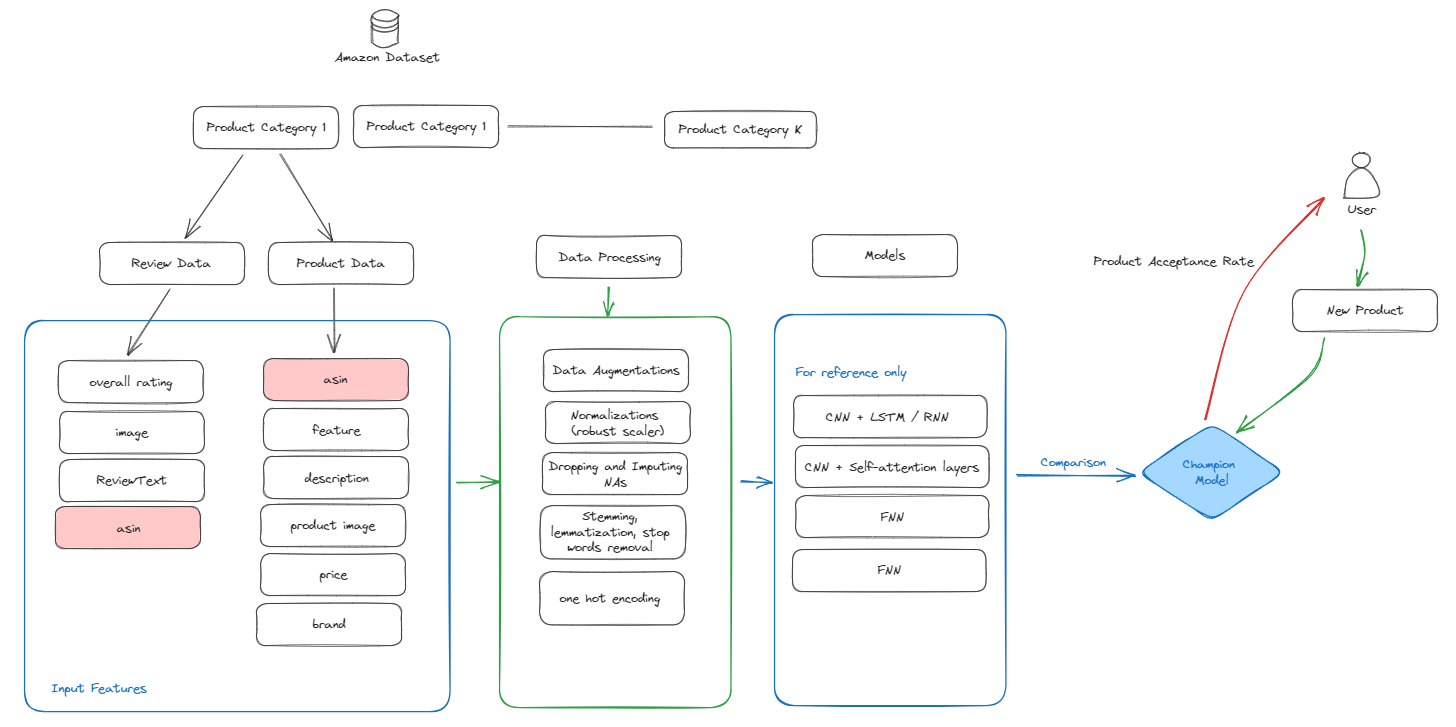 Amazon Dataset
Product Category 1
Product Category 1
Product Category K
Review Data
Product Data
Data Processing
Models
User
Product Acceptance Rate
New Product
overall rating
image
ReviewText
asin
asin
feature
description
product image
price
brand
Input Features
Data Augmentations
Normalizations
(robust scaler)
Dropping and Imputing
NAs
Stemming,
lemmatization, stop
words removal
one hot encoding
For reference only
CNN + LSTM / RNN
CNN + Self-attention layers
FNN
FNN
Comparison
Champion
Model